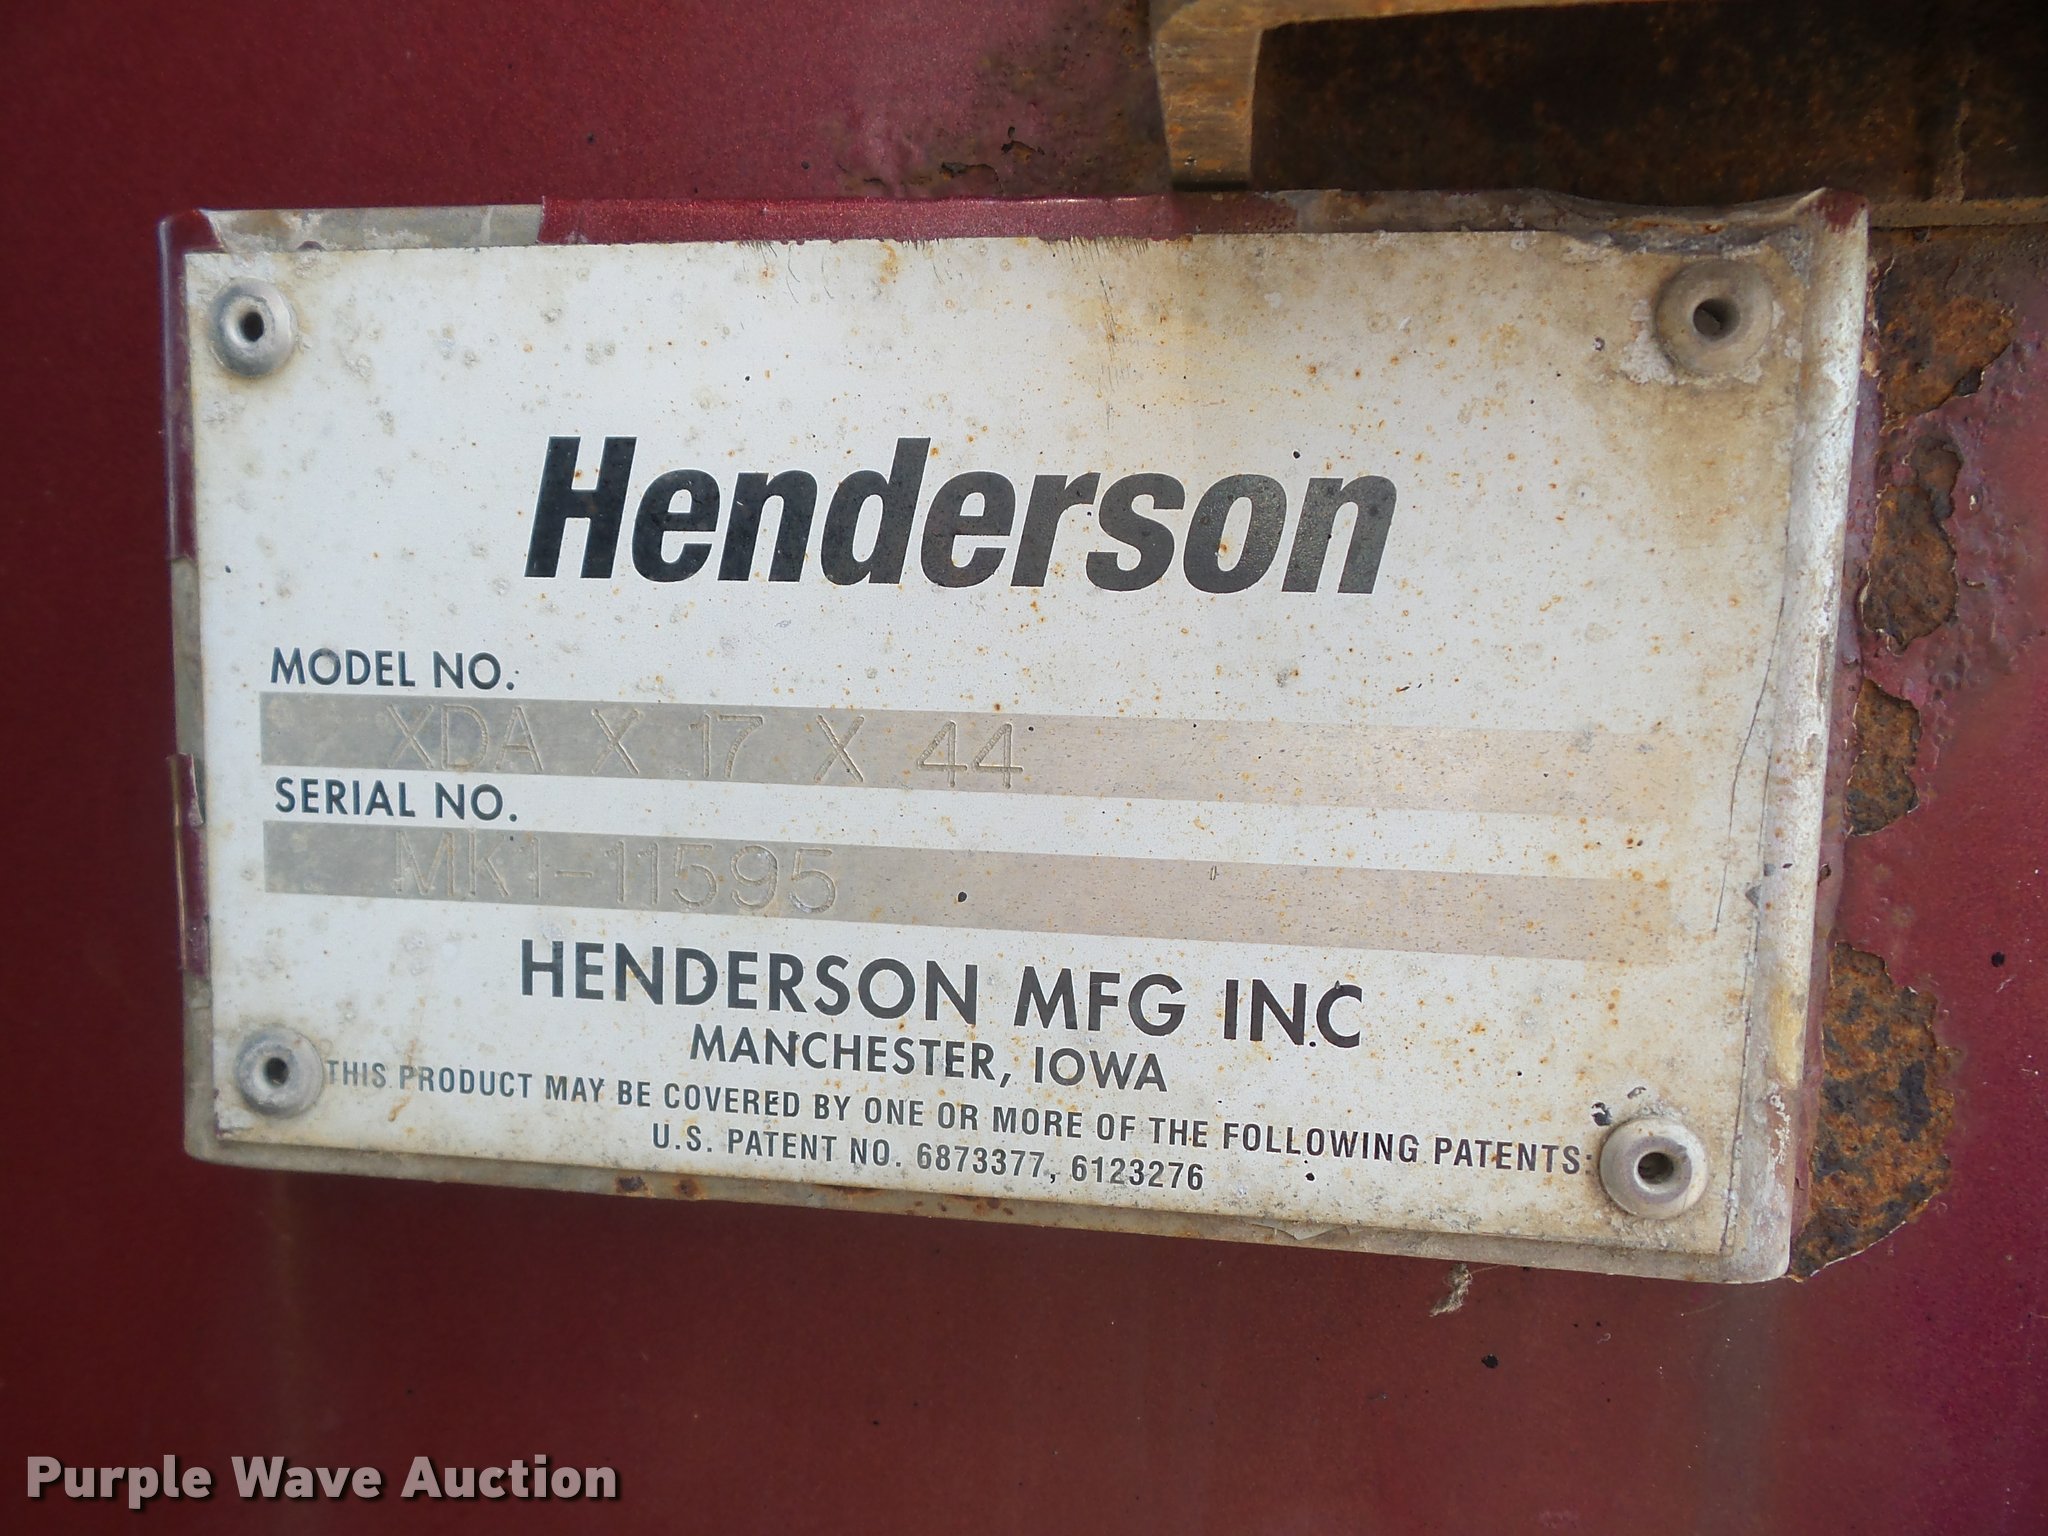 Henderson
MODEL NO.
XDA X 17 X 44
SERIAL NO.
MK1-11595
HENDERSON MFG INC
MANCHESTER, IOWA
THIS PRODUCT MAY BE COVERED BY ONE OR MORE OF THE FOLLOWING PATENTS:
U.S. PATENT NO. 6873377, 6123276
Purple Wave Auction